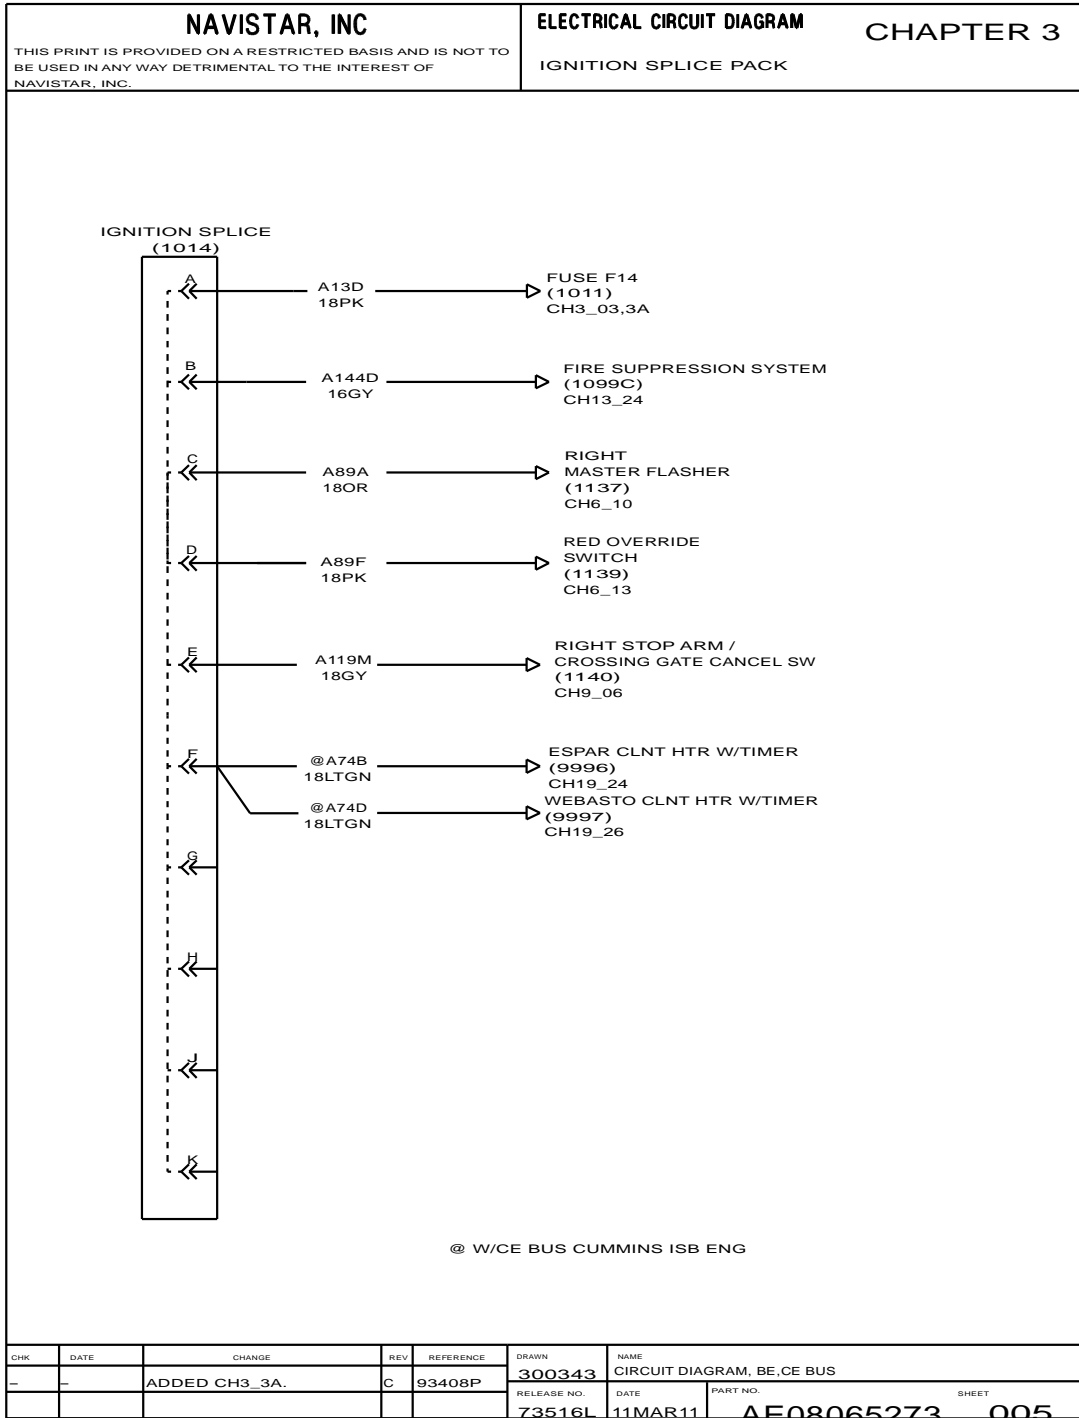 NAVISTAR, INC
THIS PRINT IS PROVIDED ON A RESTRICTED BASIS AND IS NOT TO
BE USED IN ANY WAY DETRIMENTAL TO THE INTEREST OF
NAVISTAR, INC.
ELECTRICAL CIRCUIT DIAGRAM
IGNITION SPLICE PACK
CHAPTER 3
IGNITION SPLICE
(1014)
A
A13D
18PK
FUSE F14
(1011)
CH3_03,3A
B
A144D
16GY
FIRE SUPPRESSION SYSTEM
(1099C)
CH13_24
C
A89A
18OR
RIGHT
MASTER FLASHER
(1137)
CH6_10
D
A89F
18PK
RED OVERRIDE
SWITCH
(1139)
CH6_13
E
A119M
18GY
RIGHT STOP ARM /
CROSSING GATE CANCEL SW
(1140)
CH9_06
F
@A74B
18LTGN
ESPAR CLNT HTR W/TIMER
(9996)
CH19_24
@A74D
18LTGN
WEBASTO CLNT HTR W/TIMER
(9997)
CH19_26
G
H
J
K
@ W/CE BUS CUMMINS ISB ENG
CHK DATE CHANGE REV REFERENCE
– – ADDED CH3_3A. C 93408P
DRAWN
300343
NAME
CIRCUIT DIAGRAM, BE,CE BUS
RELEASE NO.
73516L
DATE
11MAR11
PART NO.
AE08065273
SHEET
005